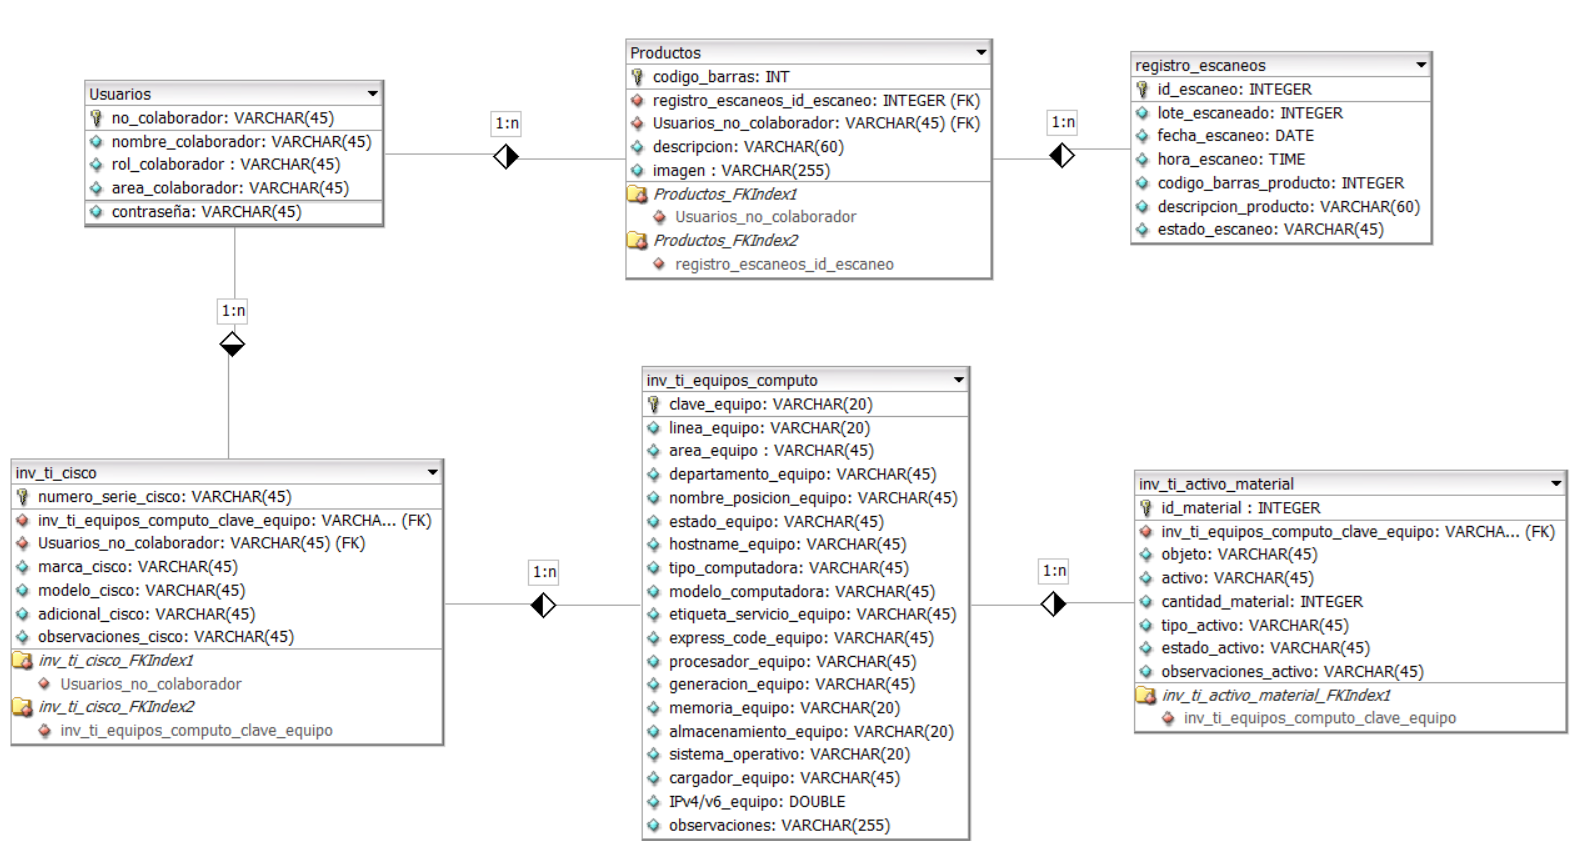 Usuarios
no_colaborador: VARCHAR(45)
nombre_colaborador: VARCHAR(45)
rol_colaborador : VARCHAR(45)
area_colaborador: VARCHAR(45)
contraseña: VARCHAR(45)
1:n
Productos
codigo_barras: INT
registro_escaneos_id_escaneo: INTEGER (FK)
Usuarios_no_colaborador: VARCHAR(45) (FK)
descripcion: VARCHAR(60)
imagen : VARCHAR(255)
Productos_FKIndex1
Usuarios_no_colaborador
Productos_FKIndex2
registro_escaneos_id_escaneo
1:n
registro_escaneos
id_escaneo: INTEGER
lote_escaneado: INTEGER
fecha_escaneo: DATE
hora_escaneo: TIME
codigo_barras_producto: INTEGER
descripcion_producto: VARCHAR(60)
estado_escaneo: VARCHAR(45)
1:n
inv_ti_cisco
numero_serie_cisco: VARCHAR(45)
inv_ti_equipos_computo_clave_equipo: VARCHA... (FK)
Usuarios_no_colaborador: VARCHAR(45) (FK)
marca_cisco: VARCHAR(45)
modelo_cisco: VARCHAR(45)
adicional_cisco: VARCHAR(45)
observaciones_cisco: VARCHAR(45)
inv_ti_cisco_FKIndex1
Usuarios_no_colaborador
inv_ti_cisco_FKIndex2
inv_ti_equipos_computo_clave_equipo
1:n
inv_ti_equipos_computo
clave_equipo: VARCHAR(20)
linea_equipo: VARCHAR(20)
area_equipo : VARCHAR(45)
departamento_equipo: VARCHAR(45)
nombre_posicion_equipo: VARCHAR(45)
estado_equipo: VARCHAR(45)
hostname_equipo: VARCHAR(45)
tipo_computadora: VARCHAR(45)
modelo_computadora: VARCHAR(45)
etiqueta_servicio_equipo: VARCHAR(45)
express_code_equipo: VARCHAR(45)
procesador_equipo: VARCHAR(45)
generacion_equipo: VARCHAR(45)
memoria_equipo: VARCHAR(20)
almacenamiento_equipo: VARCHAR(20)
sistema_operativo: VARCHAR(20)
cargador_equipo: VARCHAR(45)
IPv4/v6_equipo: DOUBLE
observaciones: VARCHAR(255)
1:n
inv_ti_activo_material
id_material : INTEGER
inv_ti_equipos_computo_clave_equipo: VARCHA... (FK)
objeto: VARCHAR(45)
activo: VARCHAR(45)
cantidad_material: INTEGER
tipo_activo: VARCHAR(45)
estado_activo: VARCHAR(45)
observaciones_activo: VARCHAR(45)
inv_ti_activo_material_FKIndex1
inv_ti_equipos_computo_clave_equipo